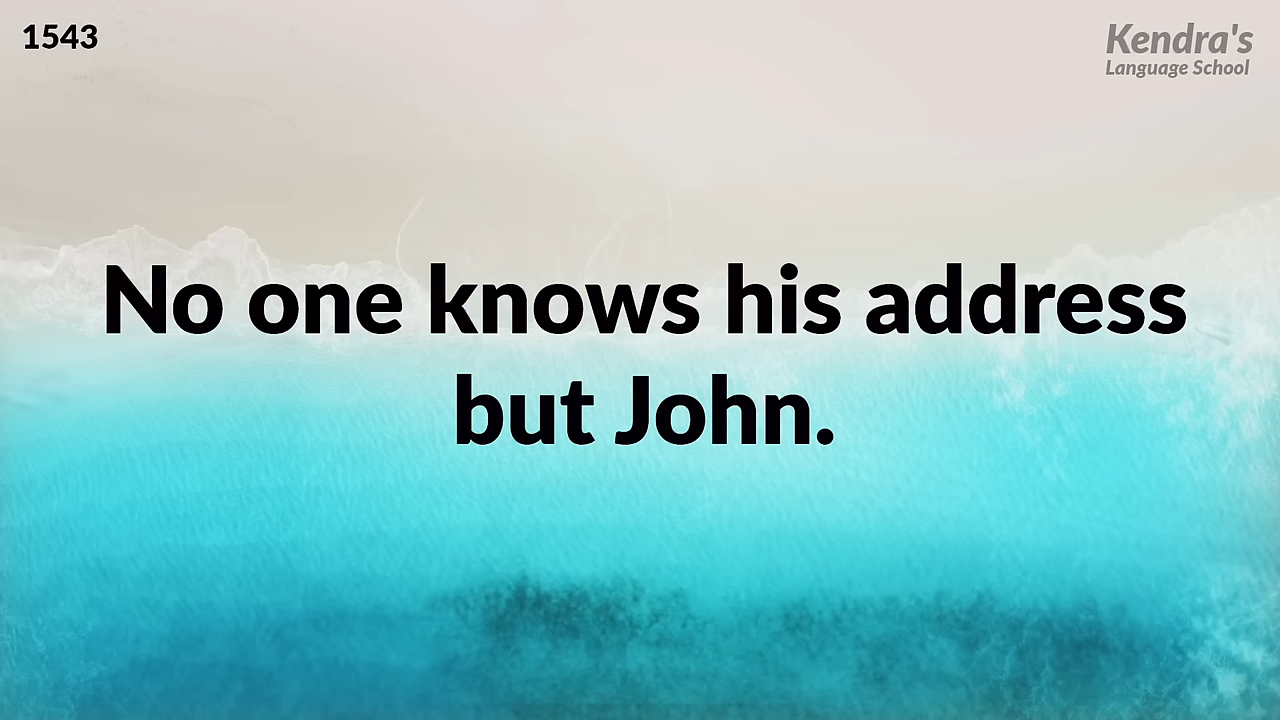 1543
Kendra's
Language School
No one knows his address
but John.